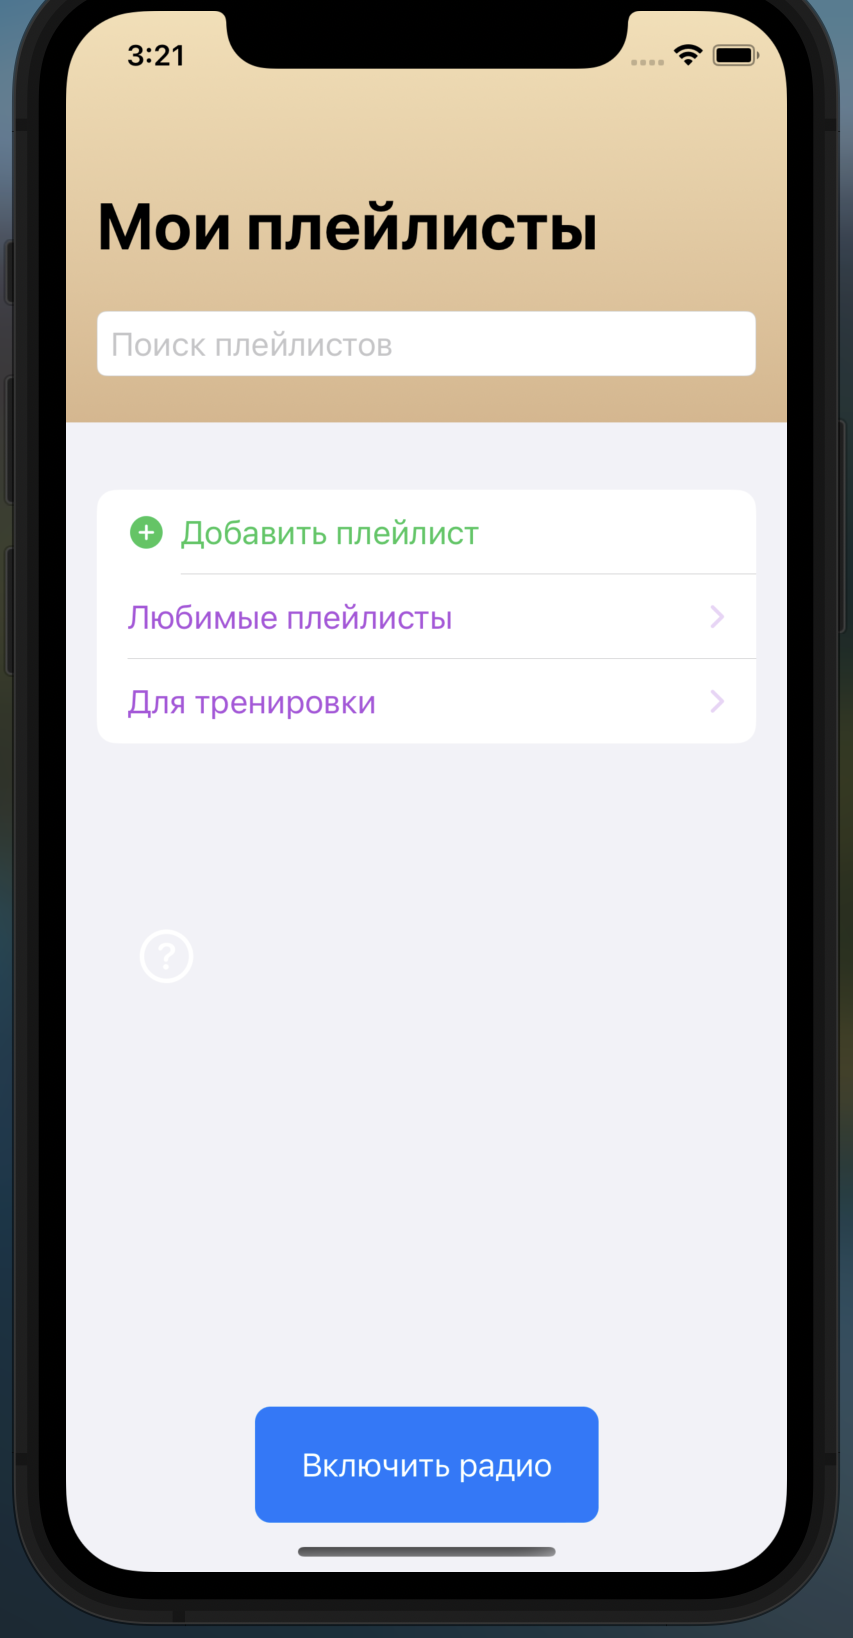 3:21
Мои плейлисты
Поиск плейлистов
+ Добавить плейлист
Любимые плейлисты
Для тренировки
?
Включить радио